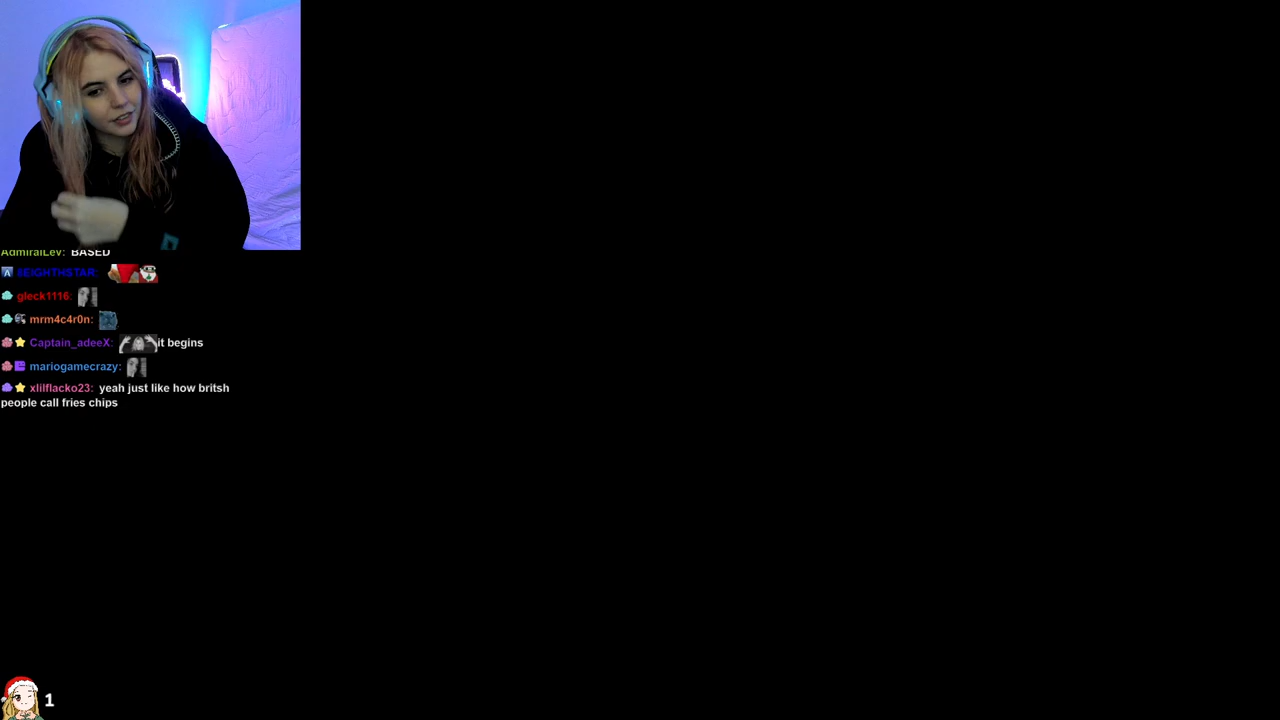 AdmiralLev: BASED
8EIGHTHSTAR:
gleck1116:
mrm4c4r0n:
Captain_adeeX: it begins
mariogamecrazy:
xlilflacko23: yeah just like how britsh
people call fries chips
1